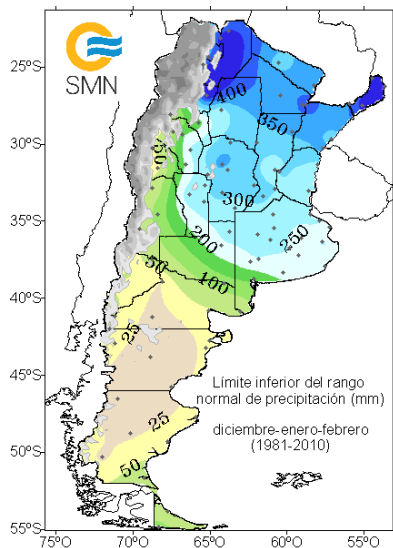 SMN
25°S
30°S
35°S
40°S
45°S
50°S
55°S
75°O
70°O
65°O
60°O
55°O
400
350
50
300
250
200
100
50
25
25
50
Límite inferior del rango
normal de precipitación (mm)
diciembre-enero-febrero
(1981-2010)